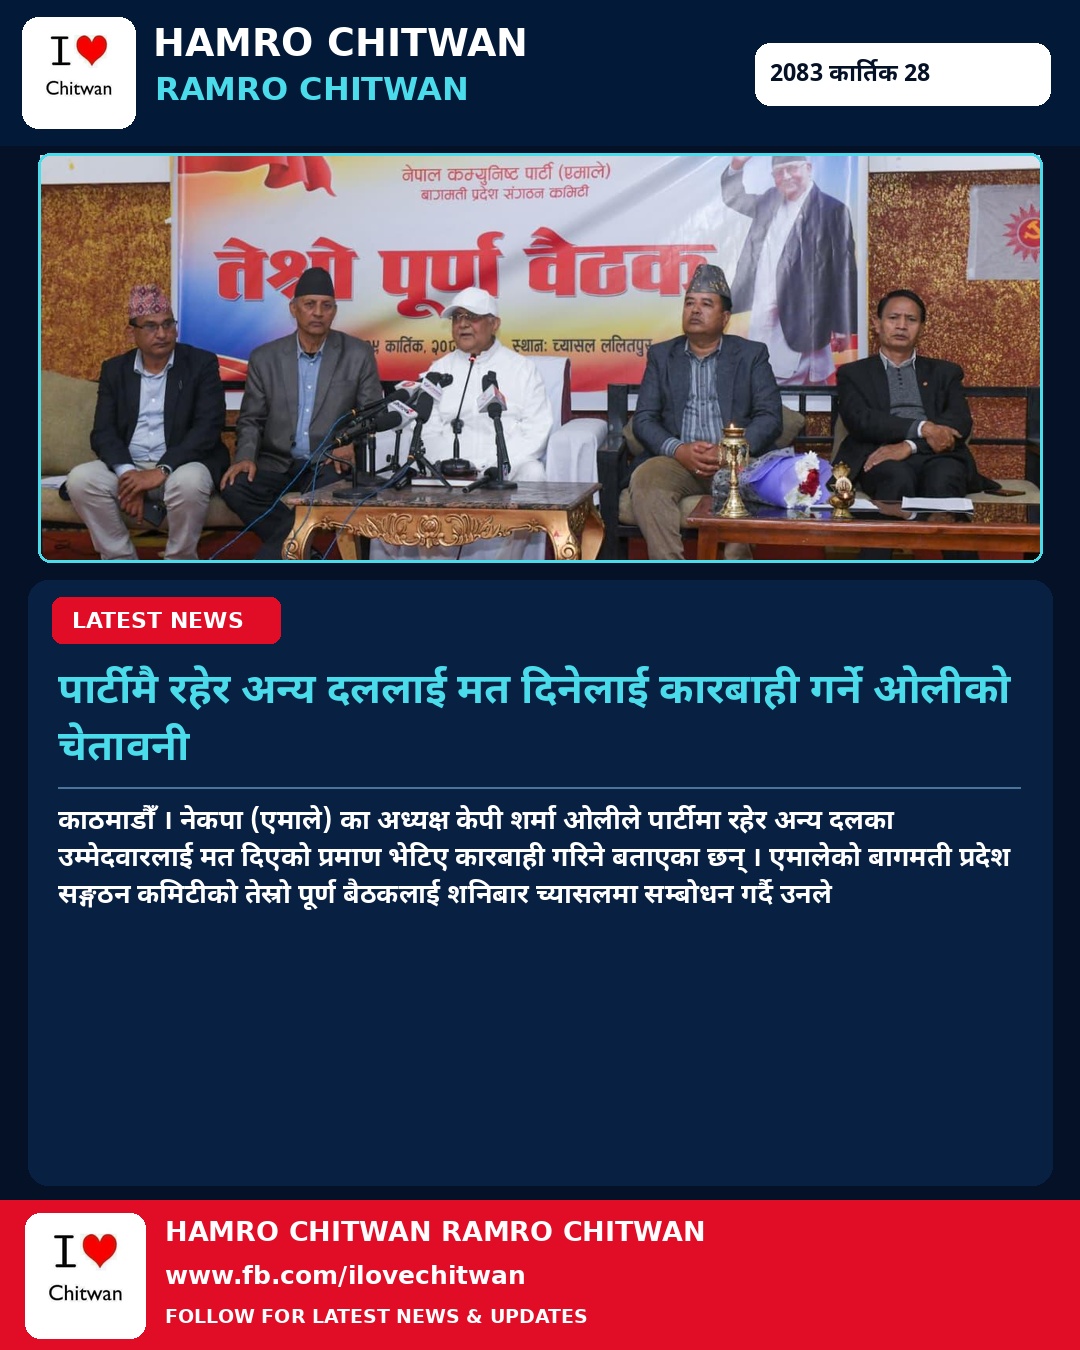 I ❤
Chitwan
HAMRO CHITWAN
RAMRO CHITWAN
2083 कार्तिक 28
नेपाल कम्युनिष्ट पार्टी (एमाले)
बागमती प्रदेश संगठन कमिटी
तेश्रो पूर्ण वैठक
कार्तिक, स्थान: च्यासल ललितपुर
LATEST NEWS
पार्टीमै रहेर अन्य दललाई मत दिनेलाई कारबाही गर्ने ओलीको
चेतावनी
काठमाडौँ । नेकपा (एमाले) का अध्यक्ष केपी शर्मा ओलीले पार्टीमा रहेर अन्य दलका
उम्मेदवारलाई मत दिएको प्रमाण भेटिए कारबाही गरिने बताएका छन् । एमालेको बागमती प्रदेश
सङ्गठन कमिटीको तेस्रो पूर्ण बैठकलाई शनिबार च्यासलमा सम्बोधन गर्दै उनले
I ❤
Chitwan
HAMRO CHITWAN RAMRO CHITWAN
www.fb.com/ilovechitwan
FOLLOW FOR LATEST NEWS & UPDATES